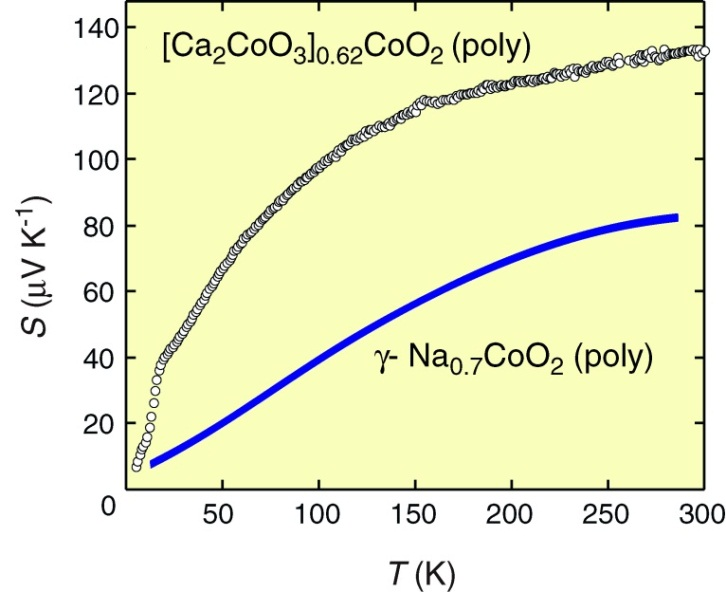 140
[Ca₂CoO₃]₀.₆₂CoO₂ (poly)
120
100
80
60
40
20
0
S (μV K⁻¹)
γ- Na₀.₇CoO₂ (poly)
50 100 150 200 250 300
T (K)